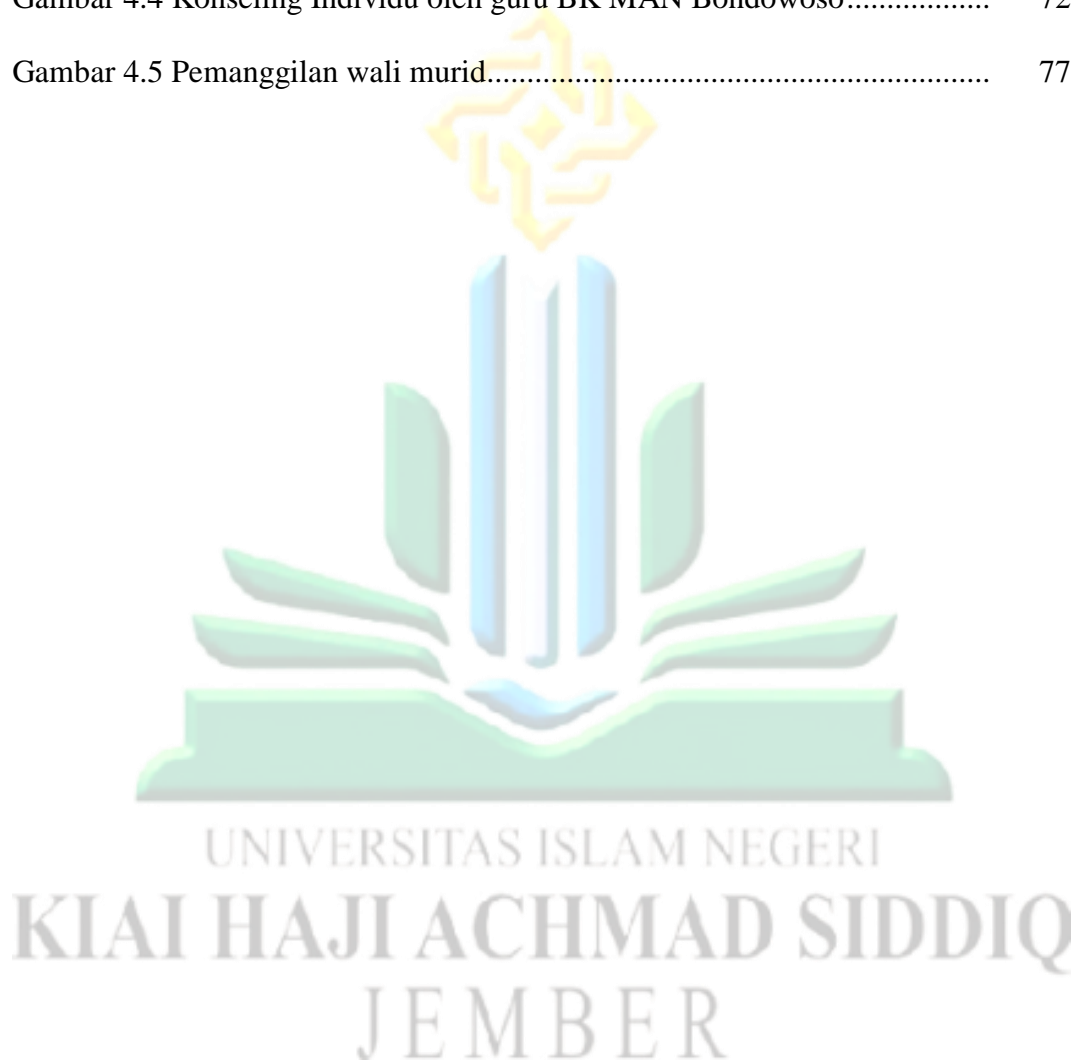 Gambar 4.4 Konseling Individu oleh guru BK MAN Bondowoso.................. 72
Gambar 4.5 Pemanggilan wali murid............................................................... 77
UNIVERSITAS ISLAM NEGERI
KIAI HAJI ACHMAD SIDDIQ
JEMBER